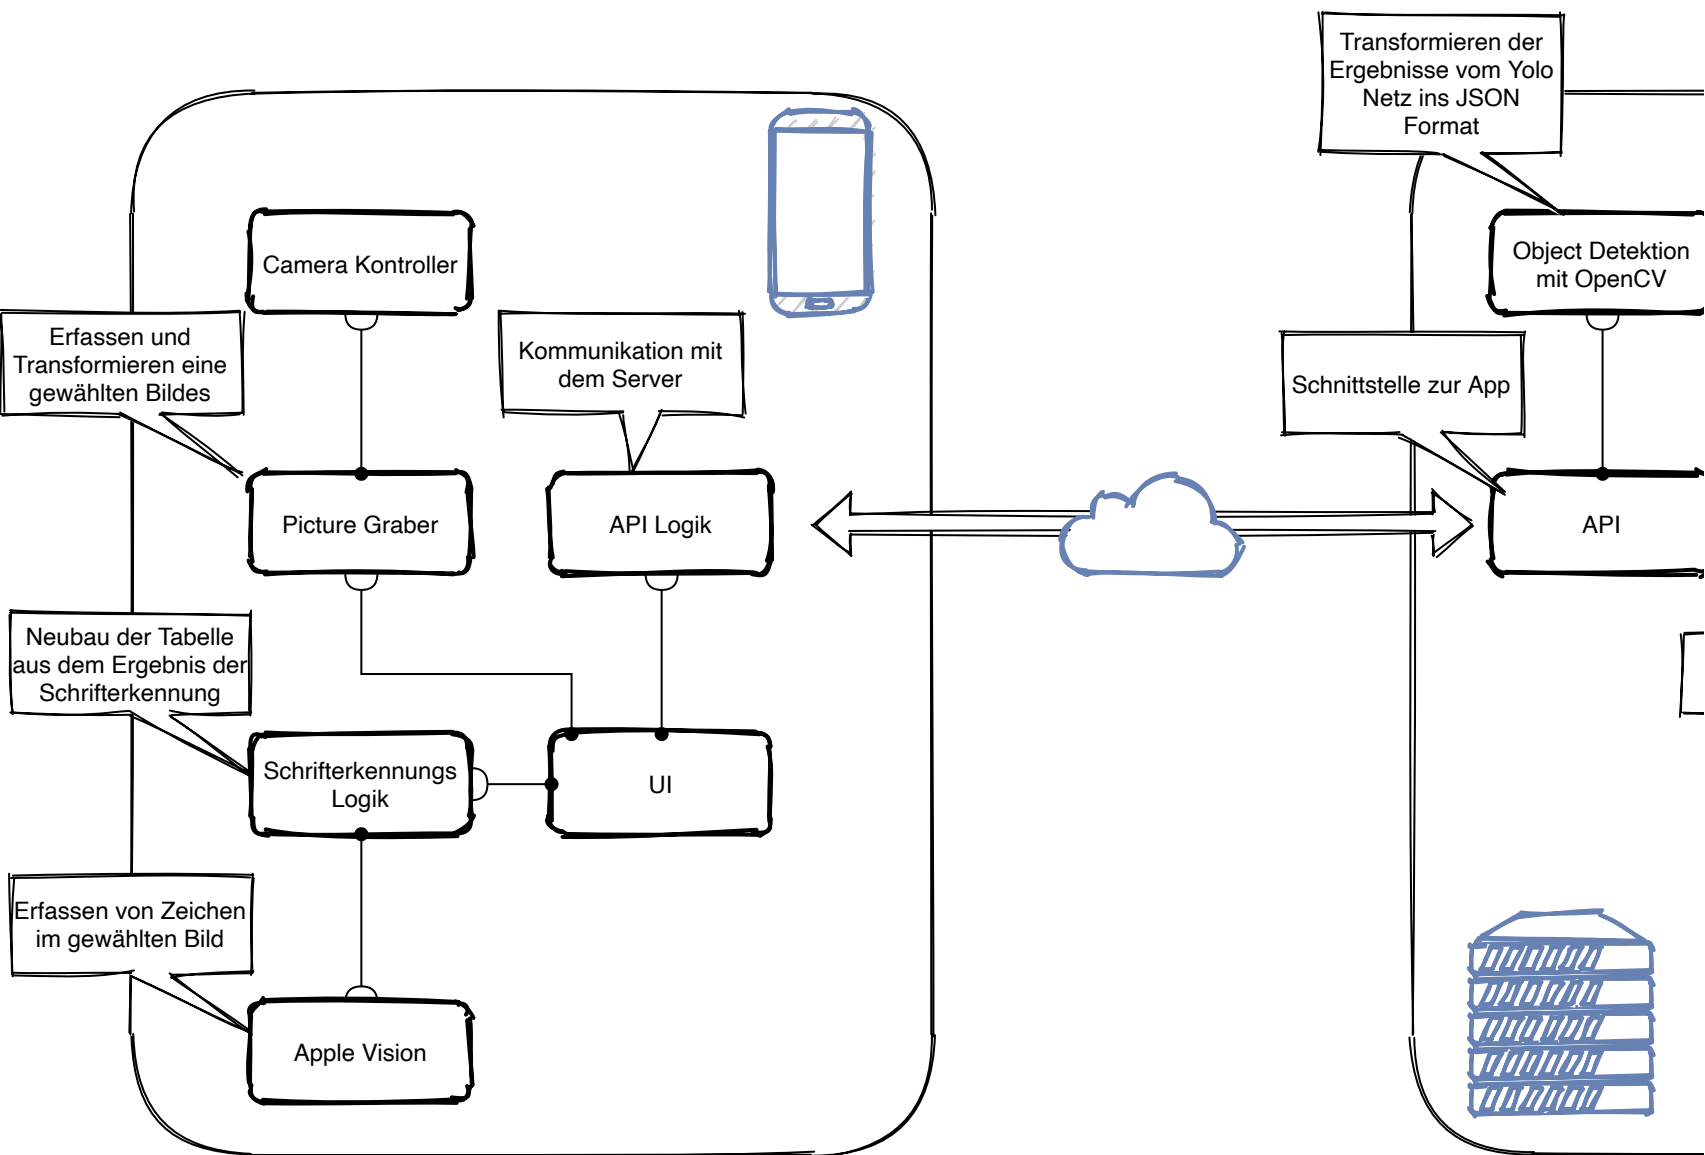 Transformieren der
Ergebnisse vom Yolo
Netz ins JSON
Format
Camera Kontroller
Object Detektion
mit OpenCV
Erfassen und
Transformieren eine
gewählten Bildes
Kommunikation mit
dem Server
Schnittstelle zur App
Picture Graber
API Logik
API
Neubau der Tabelle
aus dem Ergebnis der
Schrifterkennung
Schrifterkennungs
Logik
UI
Erfassen von Zeichen
im gewählten Bild
Apple Vision